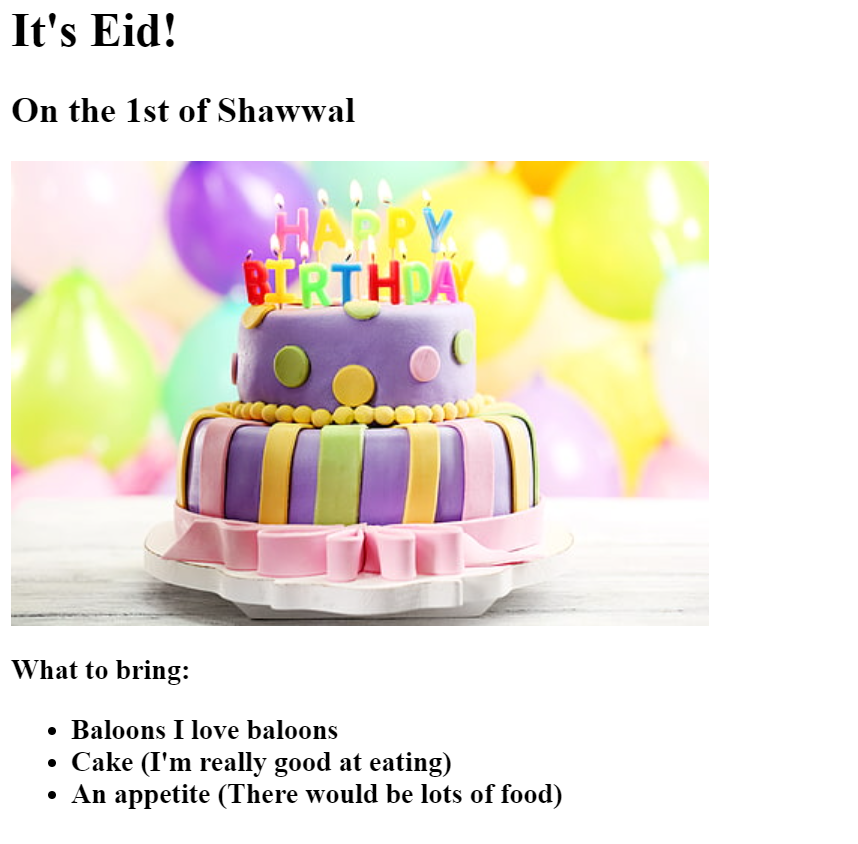 It's Eid!
On the 1st of Shawwal
HAPPY
BIRTHDAY
What to bring:
Baloons I love baloons
Cake (I'm really good at eating)
An appetite (There would be lots of food)